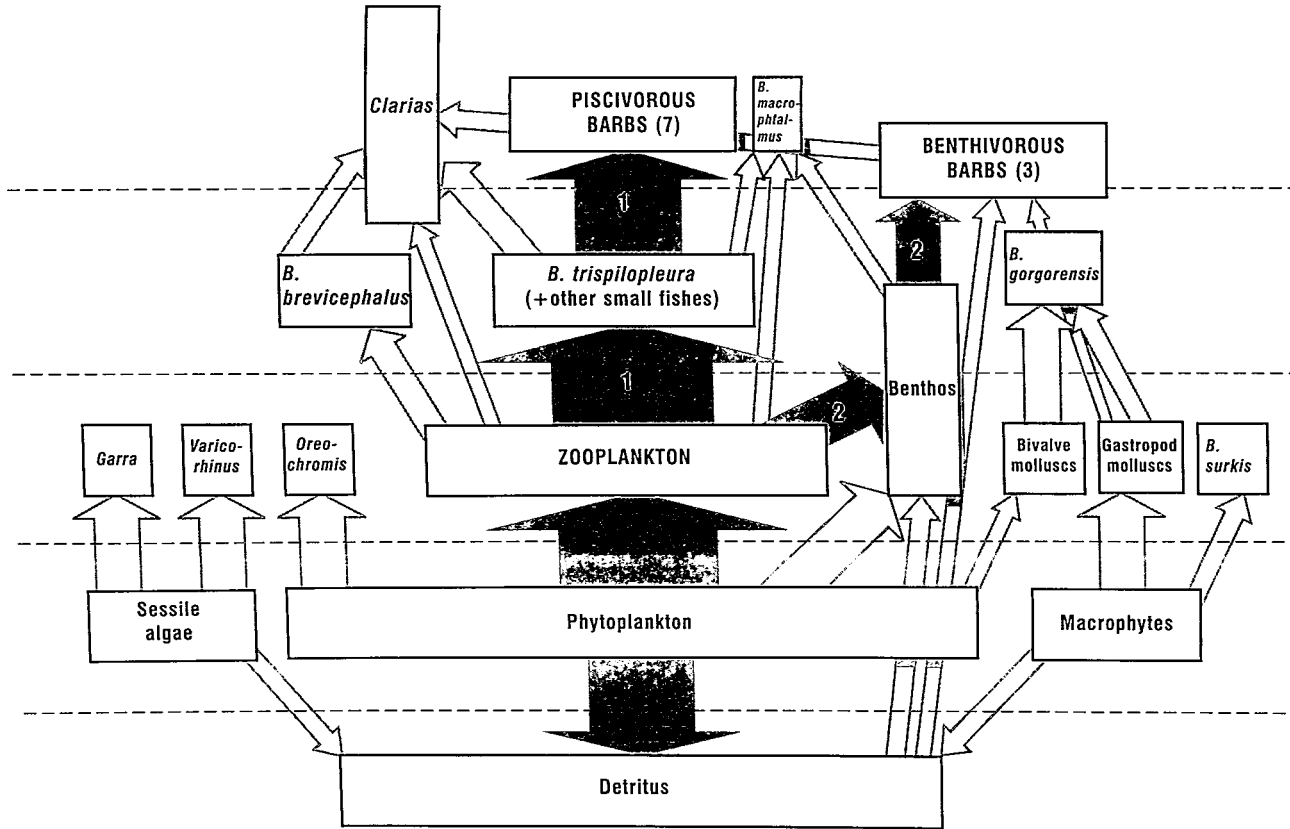 Clarias
PISCIVOROUS
BARBS (7)
B.
macro-
phtal-
mus
BENTHIVOROUS
BARBS (3)
1
2
B.
brevicephalus
B. trispilopleura
(+other small fishes)
B.
gorgorensis
1
2
Benthos
Garra
Varico-
rhinus
Oreo-
chromis
ZOOPLANKTON
Bivalve
molluscs
Gastropod
molluscs
B.
surkis
Sessile
algae
Phytoplankton
Macrophytes
Detritus